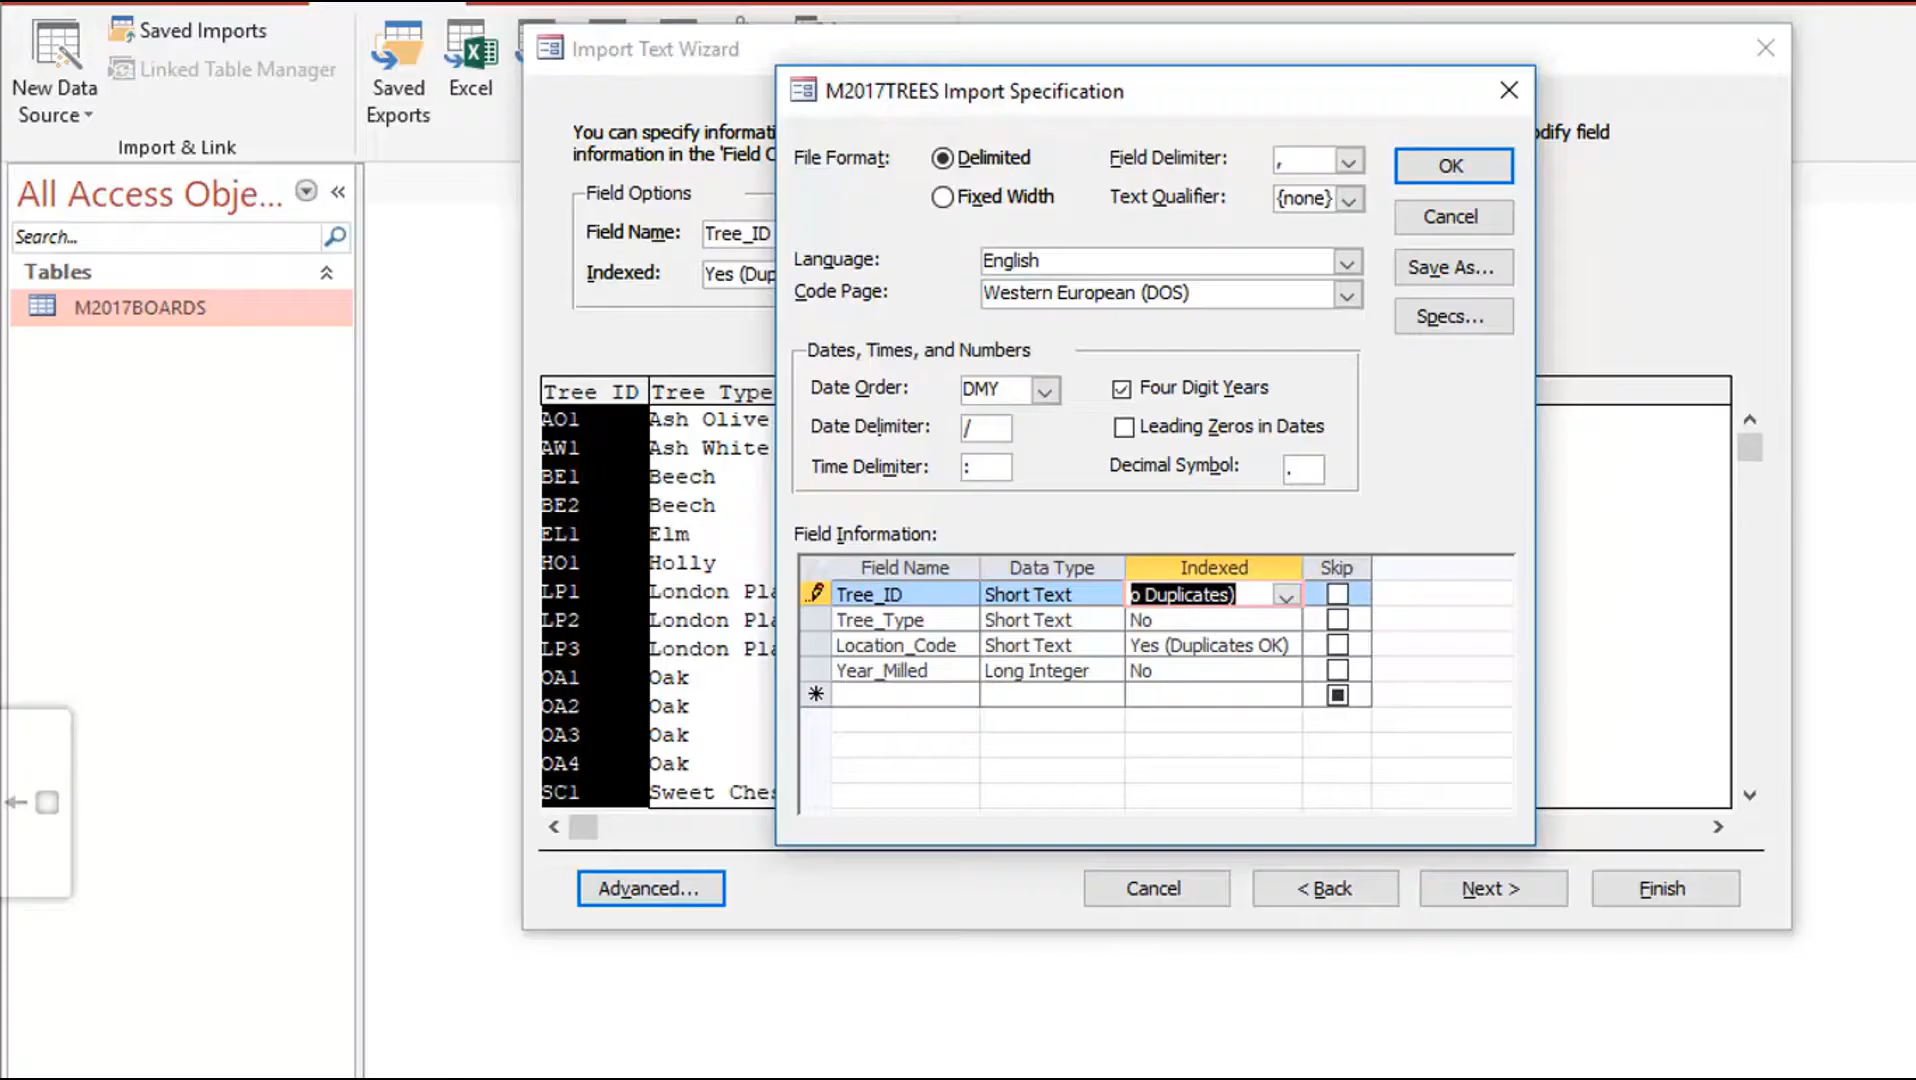 Saved Imports
Linked Table Manager
New Data
Source
Saved
Exports
Excel
Import & Link
All Access Obje...
«
Search...
Tables
M2017BOARDS
Import Text Wizard
You can specify informati
odify field
information in the 'Field
Field Options
Field Name: Tree_ID
Indexed: Yes (Dup
Tree ID Tree Type
AO1 Ash Olive
AW1 Ash White
BE1 Beech
BE2 Beech
EL1 Elm
HO1 Holly
LP1 London Pla
LP2 London Pla
LP3 London Pla
OA1 Oak
OA2 Oak
OA3 Oak
OA4 Oak
SC1 Sweet Ches
Advanced...
Cancel
< Back
Next >
Finish
M2017TREES Import Specification
File Format: Delimited
Fixed Width
Field Delimiter: ,
Text Qualifier: {none}
OK
Cancel
Save As...
Specs...
Language: English
Code Page: Western European (DOS)
Dates, Times, and Numbers
Date Order: DMY
Four Digit Years
Date Delimiter: /
Leading Zeros in Dates
Time Delimiter: :
Decimal Symbol: .
Field Information:
Field Name Data Type Indexed Skip
Tree_ID Short Text o Duplicates)
Tree_Type Short Text No
Location_Code Short Text Yes (Duplicates OK)
Year_Milled Long Integer No